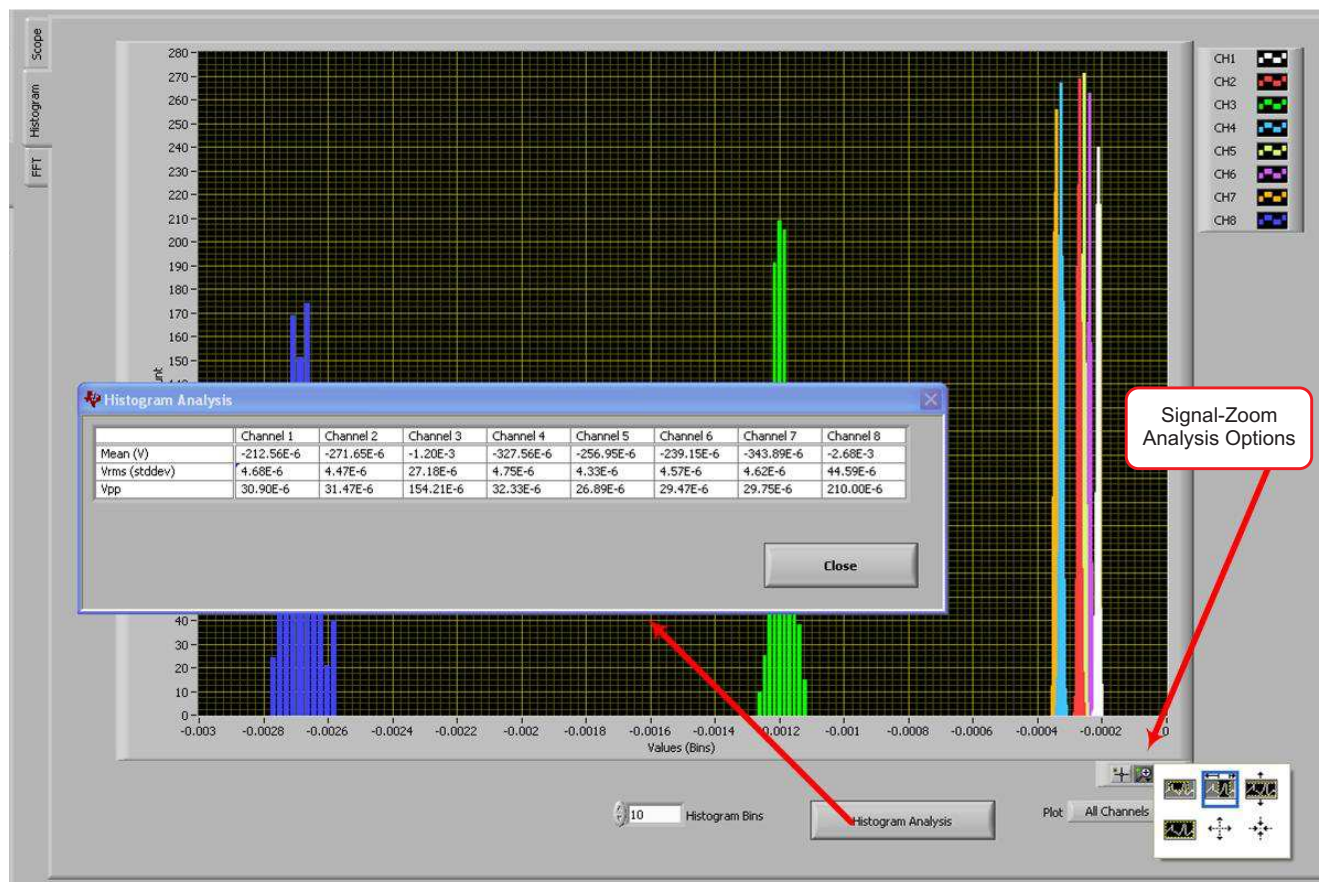 Scope
Histogram
FFT
280
270
260
250
240
230
220
210
200
190
180
170
160
150
40
30
20
10
0
-0.003 -0.0028 -0.0026 -0.0024 -0.0022 -0.002 -0.0018 -0.0016 -0.0014 -0.0012 -0.001 -0.0008 -0.0006 -0.0004 -0.0002 0
Values (Bins)
CH1
CH2
CH3
CH4
CH5
CH6
CH7
CH8
Histogram Analysis
Channel 1 Channel 2 Channel 3 Channel 4 Channel 5 Channel 6 Channel 7 Channel 8
Mean (V) -212.56E-6 -271.65E-6 -1.20E-3 -327.56E-6 -256.95E-6 -239.15E-6 -343.89E-6 -2.68E-3
Vrms (stddev) 4.68E-6 4.47E-6 27.18E-6 4.75E-6 4.33E-6 4.57E-6 4.62E-6 44.59E-6
Vpp 30.90E-6 31.47E-6 154.21E-6 32.33E-6 26.89E-6 29.47E-6 29.75E-6 210.00E-6
Close
Signal-Zoom
Analysis Options
10 Histogram Bins
Histogram Analysis
Plot All Channels